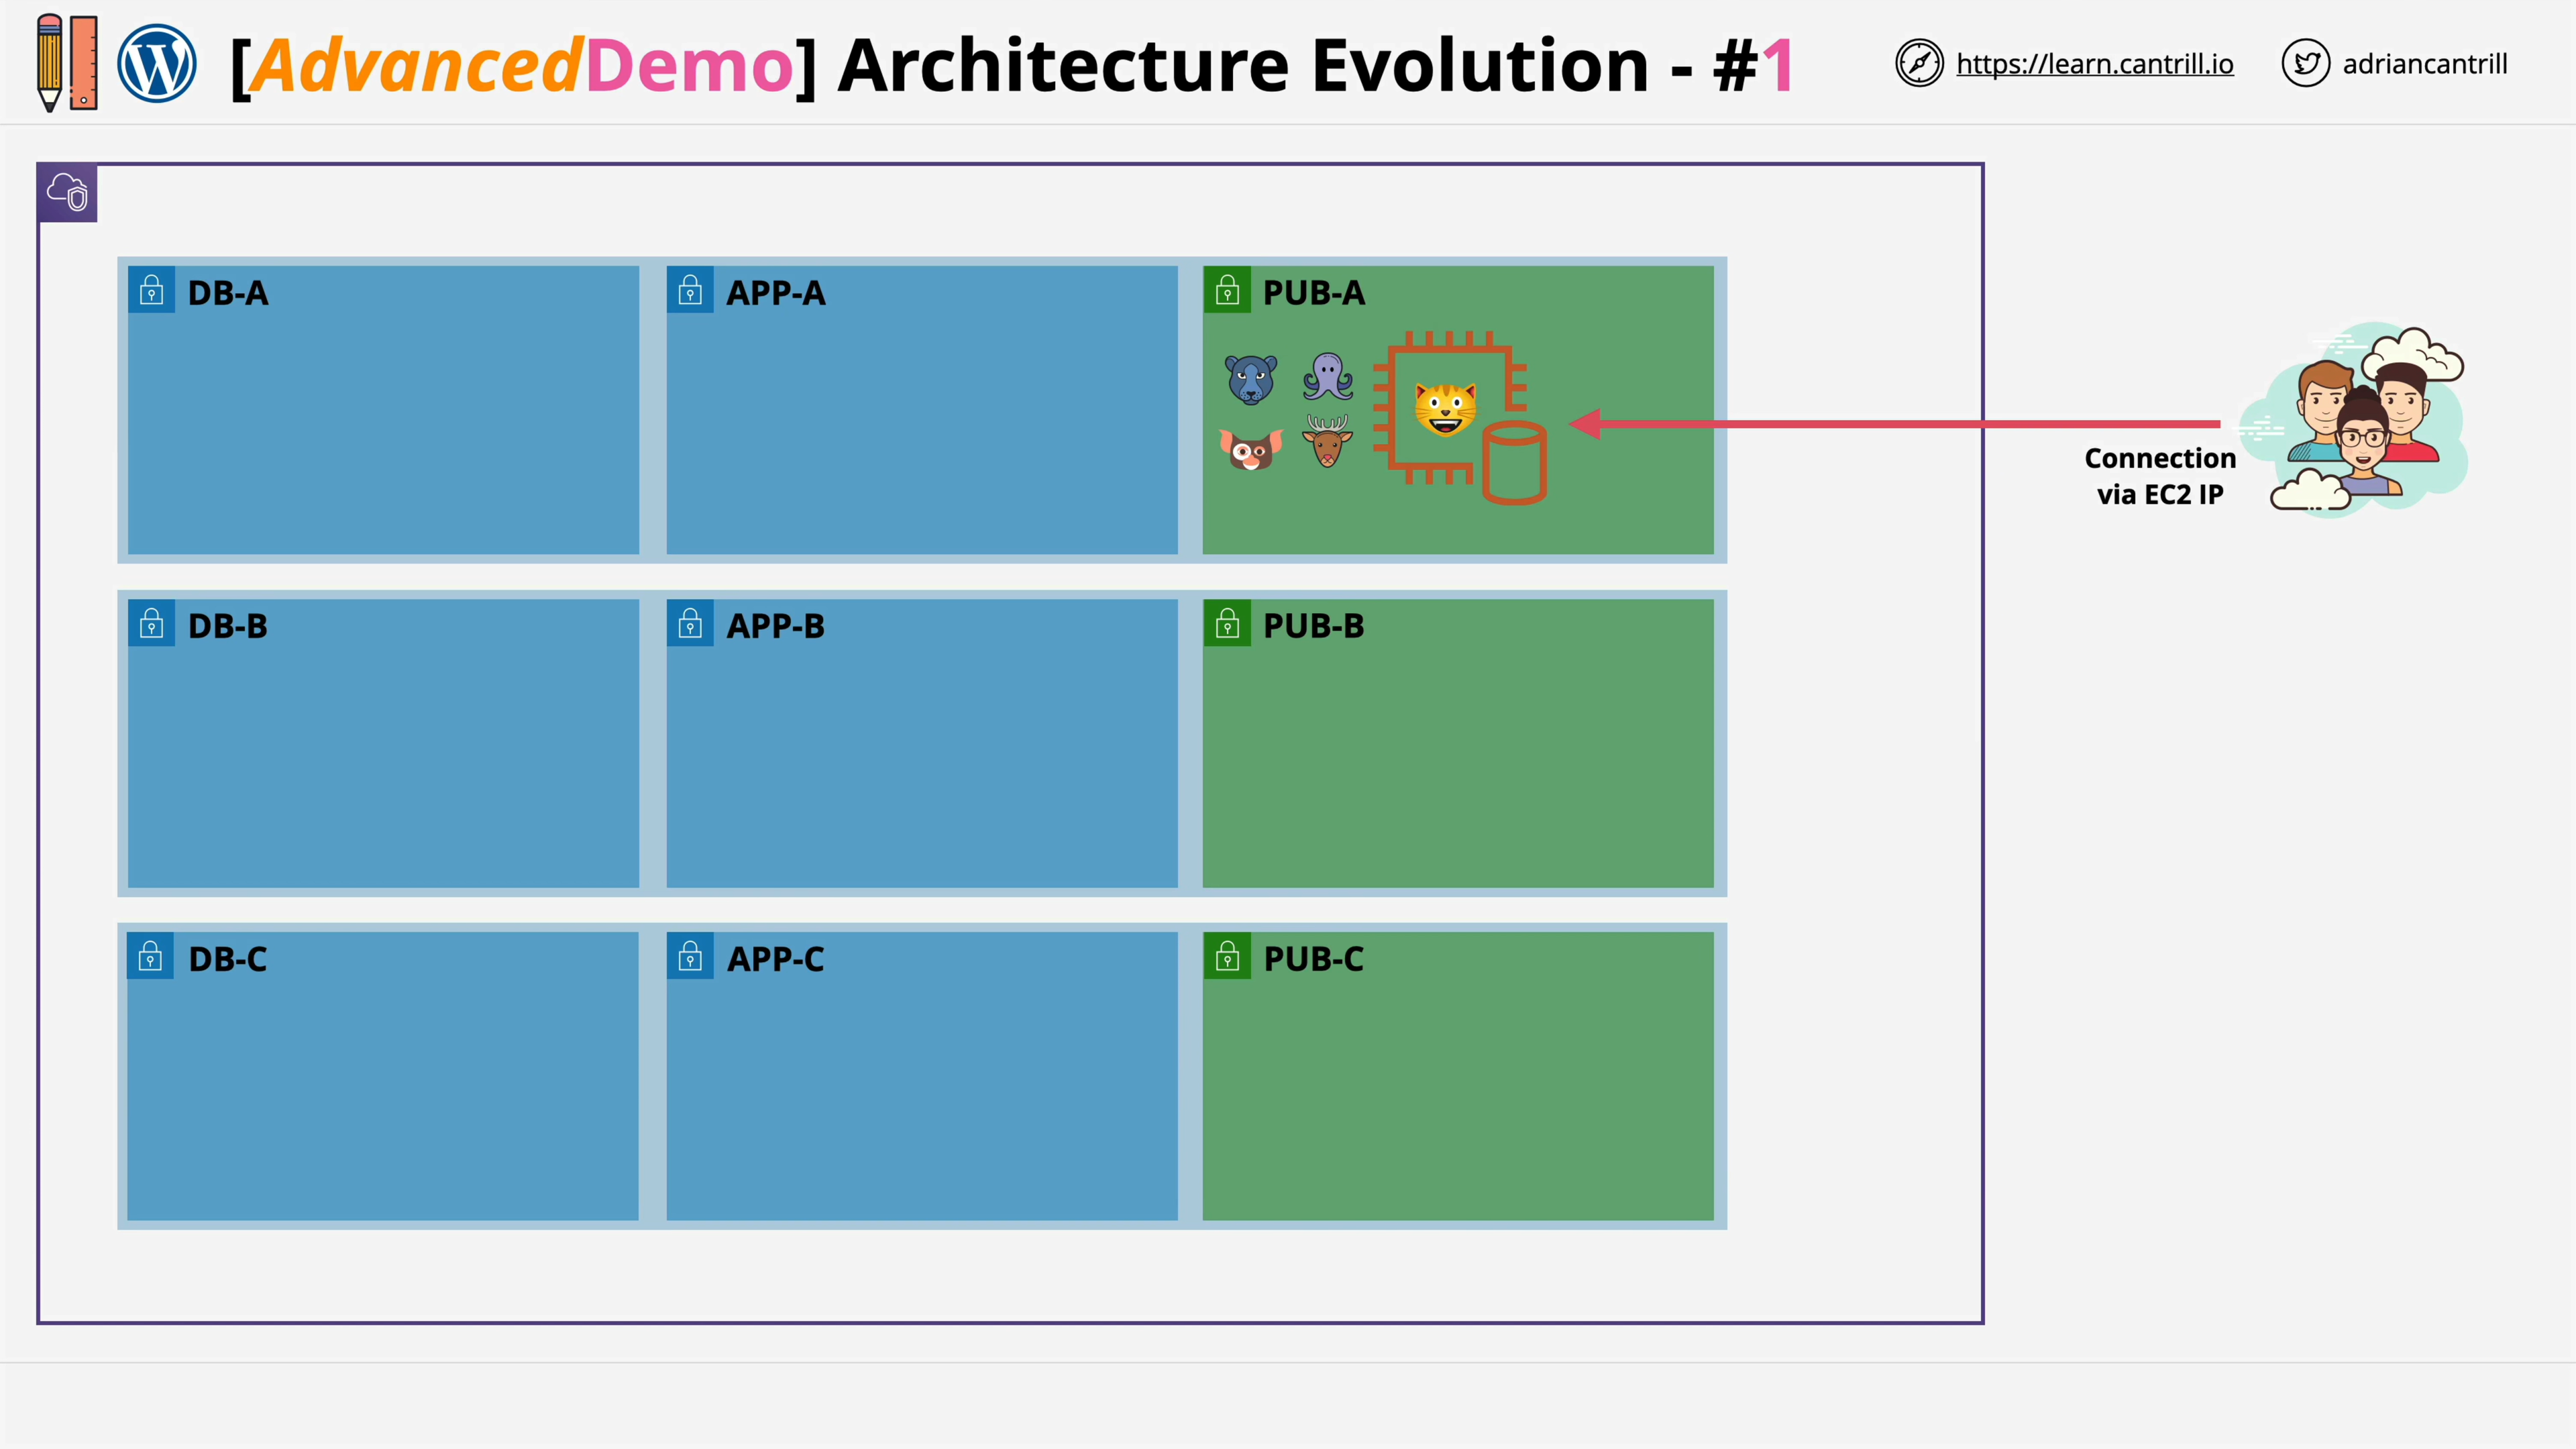 [AdvancedDemo] Architecture Evolution - #1
https://learn.cantrill.io
adriancantrill
DB-A
APP-A
PUB-A
Connection
via EC2 IP
DB-B
APP-B
PUB-B
DB-C
APP-C
PUB-C